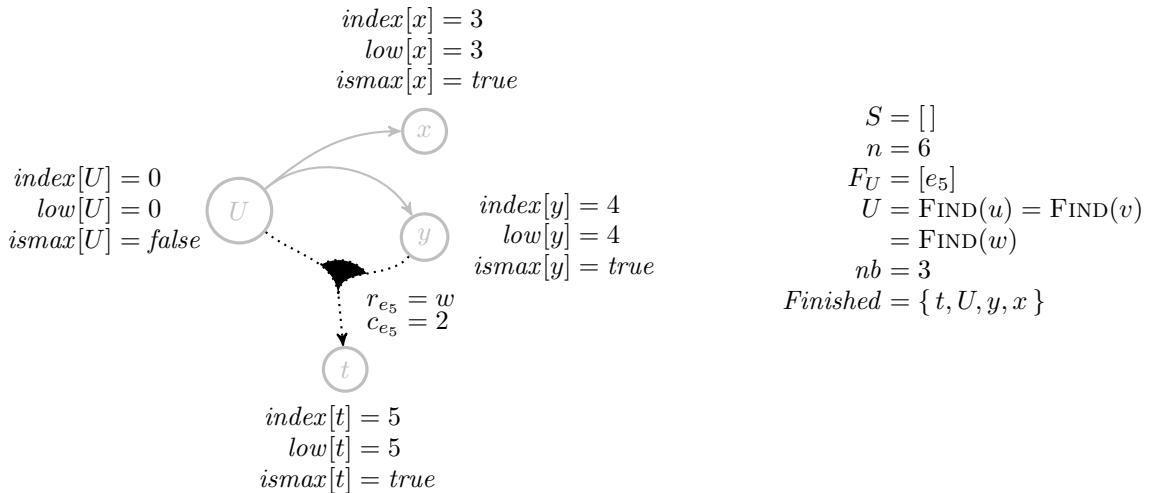 index[x] = 3
low[x] = 3
ismax[x] = true
x
index[U] = 0
low[U] = 0
ismax[U] = false
U
index[y] = 4
low[y] = 4
ismax[y] = true
y
r_{e_5} = w
c_{e_5} = 2
t
index[t] = 5
low[t] = 5
ismax[t] = true
S = [ ]
n = 6
F_U = [e_5]
U = FIND(u) = FIND(v)
= FIND(w)
nb = 3
Finished = { t, U, y, x }